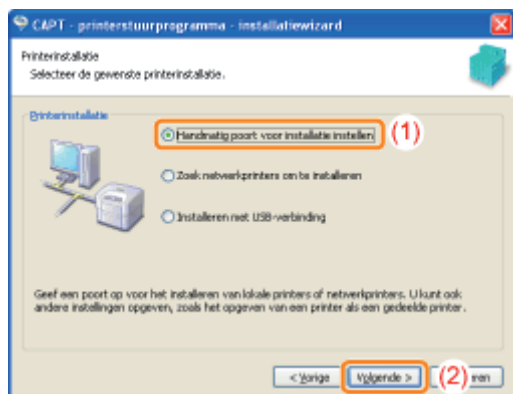 CAPT - printerstuurprogramma - installatiewizard
Printerinstallatie
Selecteer de gewenste printerinstallatie.
Printerinstallatie
Handmatig poort voor installatie instellen
(1)
Zoek netwerkprinters om te installeren
Installeren met USB-verbinding
Geef een poort op voor het installeren van lokale printers of netwerkprinters. U kunt ook
andere instellingen opgeven, zoals het opgeven van een printer als een gedeelde printer.
< Vorige
Volgende >
(2)
ren